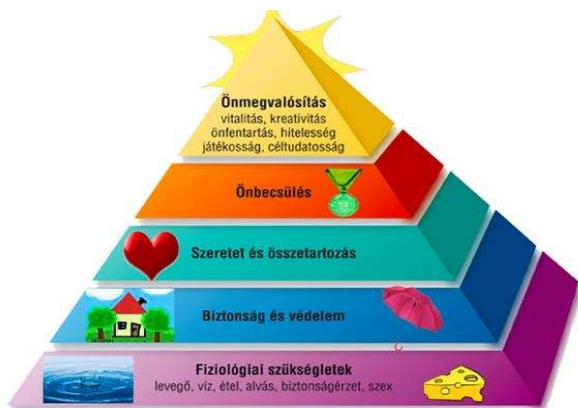 Önmegvalósítás
vitalitás, kreativitás
önfentartás, hitelesség
játékosság, céltudatosság
Önbecsülés
Szeretet és összetartozás
Biztonság és védelem
Fiziológiai szükségletek
levegő, víz, étel, alvás, biztonságérzet, szex